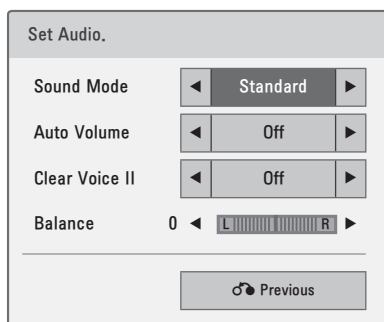 Set Audio.
Sound Mode ◀ Standard ▶
Auto Volume ◀ Off ▶
Clear Voice II ◀ Off ▶
Balance 0 ◀ L R ▶
Previous